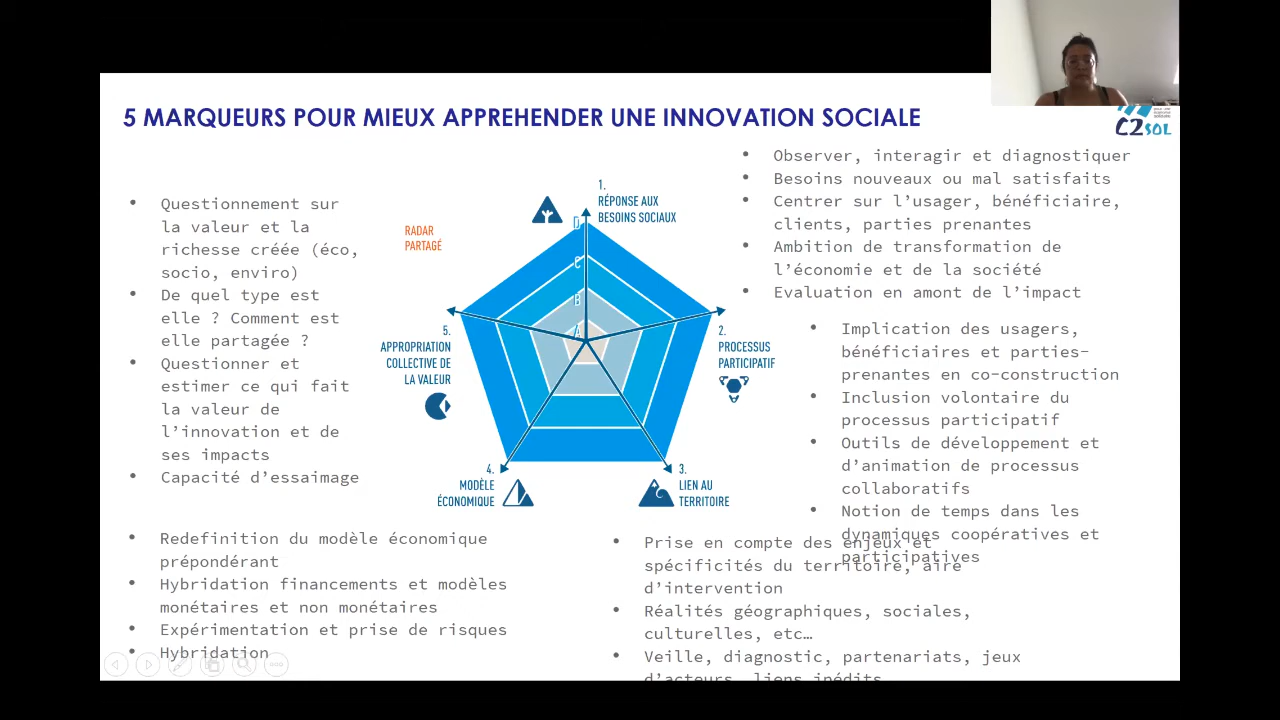 5 MARQUEURS POUR MIEUX APPREHENDER UNE INNOVATION SOCIALE
C2SOL
• Observer, interagir et diagnostiquer
• Besoins nouveaux ou mal satisfaits
• Centrer sur l’usager, bénéficiaire,
clients, parties prenantes
• Ambition de transformation de
l’économie et de la société
• Evaluation en amont de l’impact
• Questionnement sur
la valeur et la
richesse créée (éco,
socio, enviro)
• De quel type est
elle ? Comment est
elle partagée ?
• Questionner et
estimer ce qui fait
la valeur de
l’innovation et de
ses impacts
• Capacité d’essaimage
RADAR
PARTAGÉ
1.
RÉPONSE AUX
BESOINS SOCIAUX
D
C
B
A
2.
PROCESSUS
PARTICIPATIF
3.
LIEN AU
TERRITOIRE
4.
MODÈLE
ÉCONOMIQUE
5.
APPROPRIATION
COLLECTIVE DE
LA VALEUR
• Implication des usagers,
bénéficiaires et parties-
prenantes en co-construction
• Inclusion volontaire du
processus participatif
• Outils de développement et
d’animation de processus
collaboratifs
• Notion de temps dans les
dynamiques coopératives et
participatives
• Redefinition du modèle économique
prépondérant
• Hybridation financements et modèles
monétaires et non monétaires
• Expérimentation et prise de risques
• Hybridation
• Prise en compte des enjeux et
spécificités du territoire, aire
d’intervention
• Réalités géographiques, sociales,
culturelles, etc…
• Veille, diagnostic, partenariats, jeux
d’acteurs, liens inédits